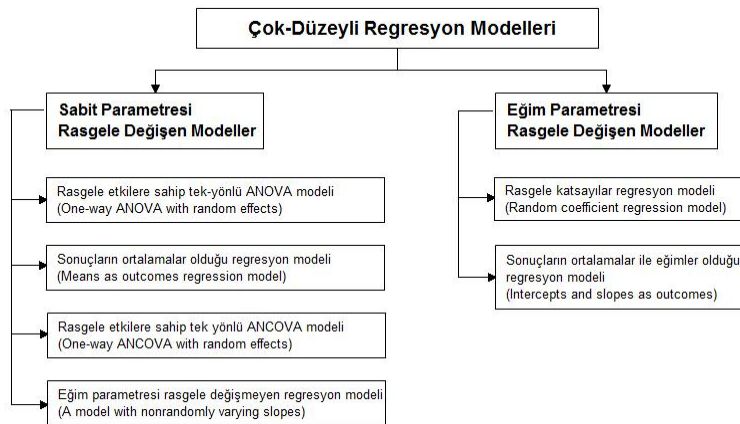 Çok-Düzeyli Regresyon Modelleri
Sabit Parametresi
Rasgele Değişen Modeller
Rasgele etkilere sahip tek-yönlü ANOVA modeli
(One-way ANOVA with random effects)
Sonuçların ortalamalar olduğu regresyon modeli
(Means as outcomes regression model)
Rasgele etkilere sahip tek yönlü ANCOVA modeli
(One-way ANCOVA with random effects)
Eğim parametresi rasgele değişmeyen regresyon modeli
(A model with nonrandomly varying slopes)
Eğim Parametresi
Rasgele Değişen Modeller
Rasgele katsayılar regresyon modeli
(Random coefficient regression model)
Sonuçların ortalamalar ile eğimler olduğu
regresyon modeli
(Intercepts and slopes as outcomes)